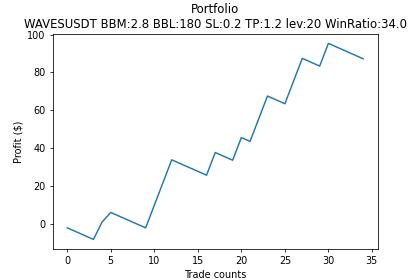 Portfolio
WAVESUSDT BBM:2.8 BBL:180 SL:0.2 TP:1.2 lev:20 WinRatio:34.0
100
80
60
40
20
0
Profit ($)
0 5 10 15 20 25 30 35
Trade counts